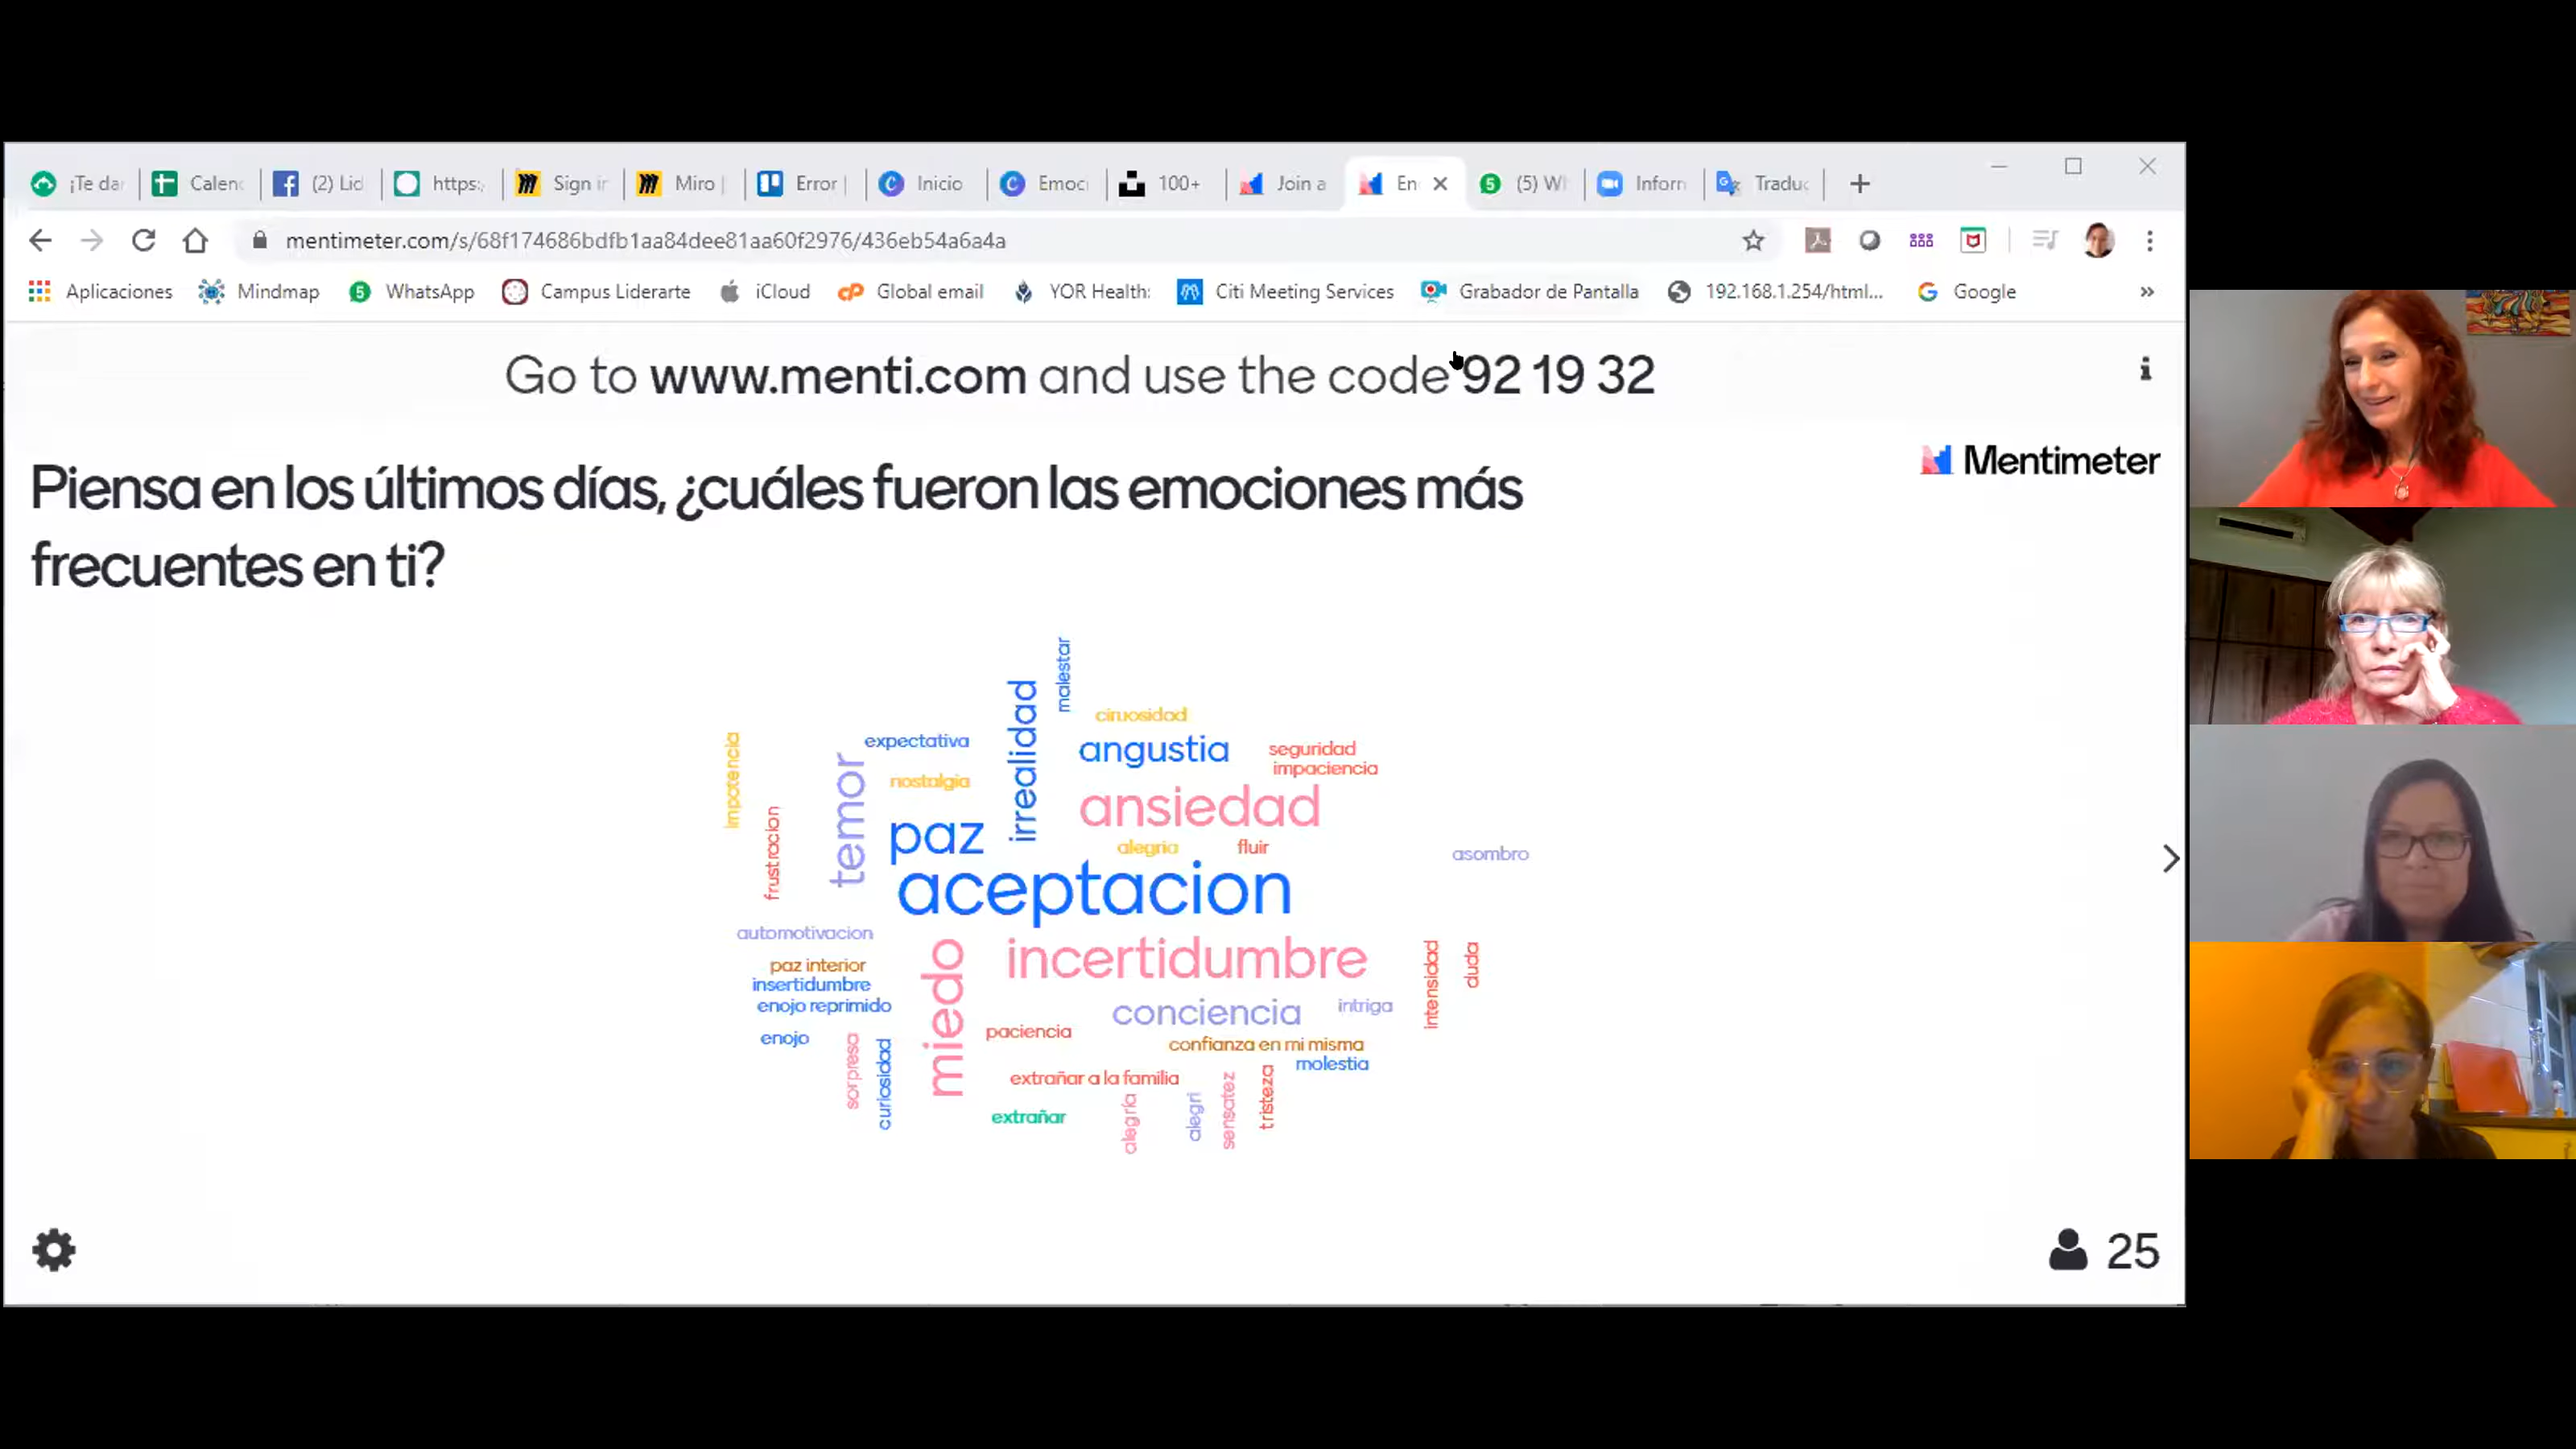 ¡Te dar
Calenc
(2) Lid
https:/
Sign ir
Miro |
Error |
Inicio
Emoci
100+
Join a
En
(5) W
Inforn
Traduc
mentimeter.com/s/68f174686bdfb1aa84dee81aa60f2976/436eb54a6a4a
Aplicaciones
Mindmap
WhatsApp
Campus Liderarte
iCloud
Global email
YOR Health:
Citi Meeting Services
Grabador de Pantalla
192.168.1.254/html...
Google
»
Go to www.menti.com and use the code 92 19 32
Mentimeter
Piensa en los últimos días, ¿cuáles fueron las emociones más
frecuentes en ti?
malestar
irrealidad
ciruosidad
expectativa
angustia
seguridad
impaciencia
impotencia
temor
nostalgia
ansiedad
frustracion
paz
alegria
fluir
asombro
aceptacion
automotivacion
miedo
incertidumbre
intensidad
duda
paz interior
insertidumbre
enojo reprimido
conciencia
intriga
paciencia
enojo
confianza en mi misma
molestia
sorpresa
curiosidad
extrañar a la familia
extrañar
alegría
alegri
sensatez
tristeza
25